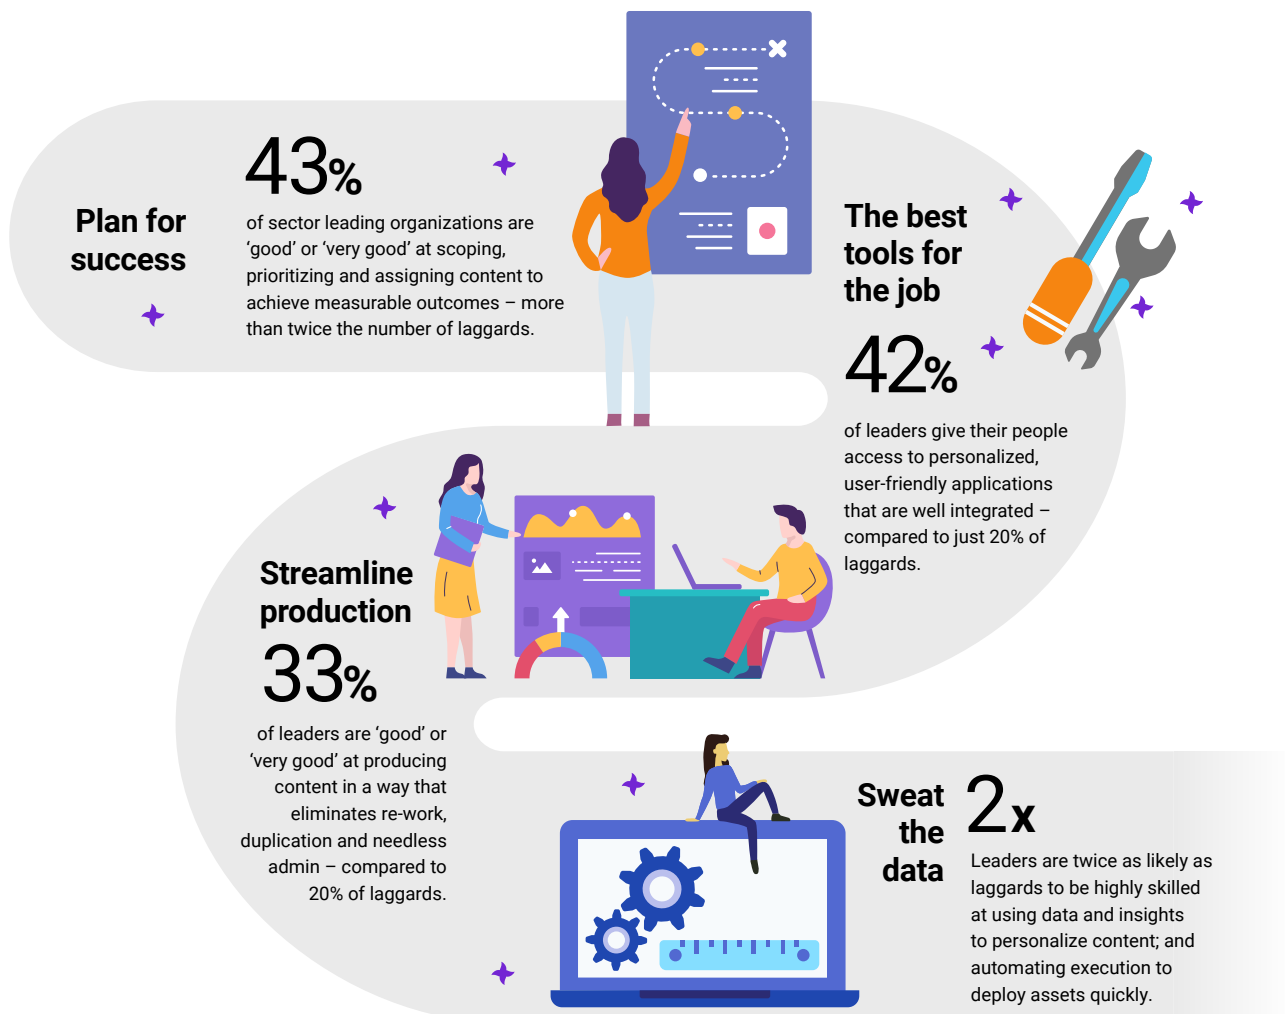 Plan for
success
43%
of sector leading organizations are
‘good’ or ‘very good’ at scoping,
prioritizing and assigning content to
achieve measurable outcomes – more
than twice the number of laggards.
The best
tools for
the job
42%
of leaders give their people
access to personalized,
user-friendly applications
that are well integrated –
compared to just 20% of
laggards.
Streamline
production
33%
of leaders are ‘good’ or
‘very good’ at producing
content in a way that
eliminates re-work,
duplication and needless
admin – compared to
20% of laggards.
Sweat
the
data
2x
Leaders are twice as likely as
laggards to be highly skilled
at using data and insights
to personalize content; and
automating execution to
deploy assets quickly.